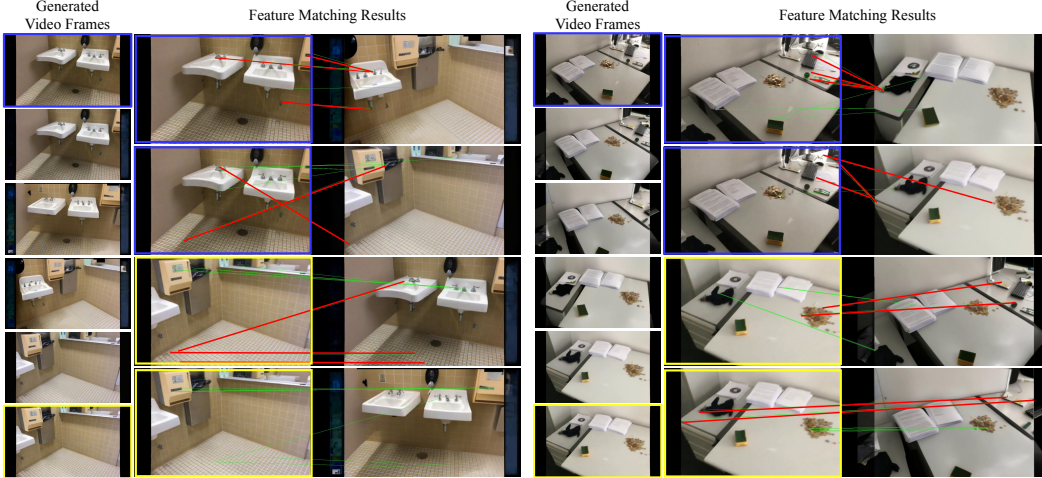 Generated
Video Frames
Feature Matching Results
Generated
Video Frames
Feature Matching Results